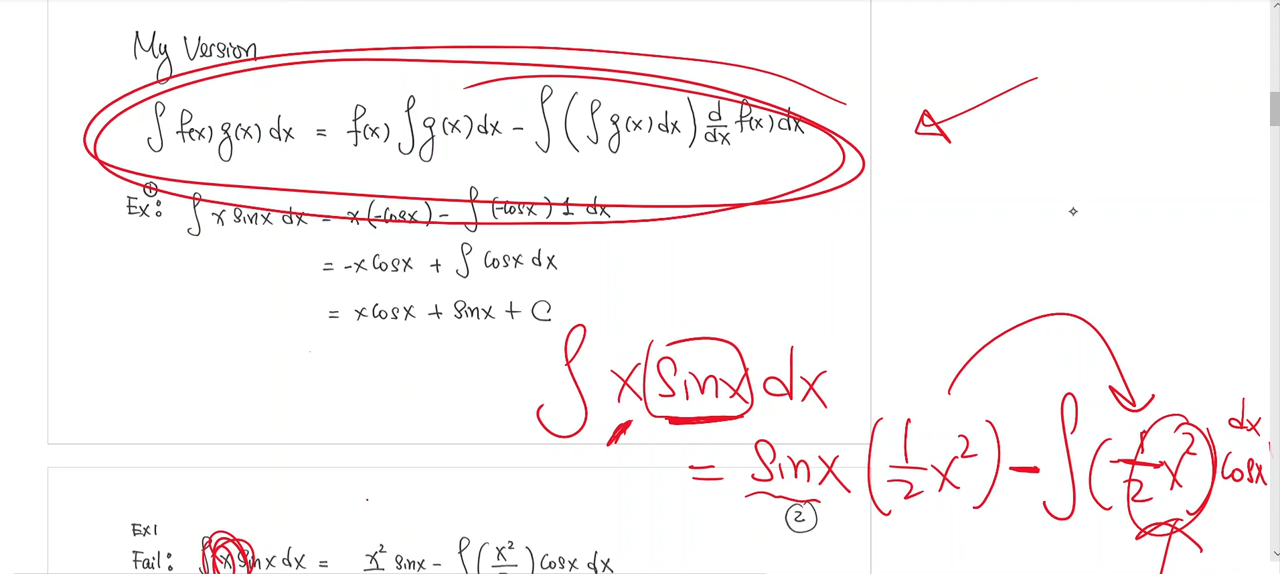 My Version
∫ f(x) g(x) dx = f(x) ∫ g(x) dx - ∫ ( ∫ g(x) dx ) d/dx f(x) dx
Ex: ① ∫ x sinx dx = x(-cosx) - ∫ (-cosx) 1 dx
= -x cosx + ∫ cosx dx
= x cosx + sinx + C
∫ x (sinx) dx
= sinx (1/2 x²) - ∫ (1/2 x²) cosx dx
②
Ex1
Fail: ∫ x sinx dx = x² sinx - ∫ (x²/2) cosx dx